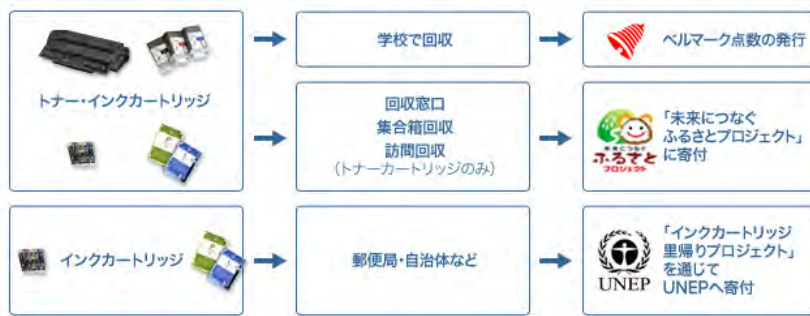 学校で回収
ベルマーク点数の発行
トナー・インクカートリッジ
回収窓口
集合箱回収
訪問回収
（トナーカートリッジのみ）
未来につなぐ
ふるさと
プロジェクト
「未来につなぐ
ふるさとプロジェクト」
に寄付
インクカートリッジ
郵便局・自治体など
UNEP
「インクカートリッジ
里帰りプロジェクト」
を通じて
UNEPへ寄付